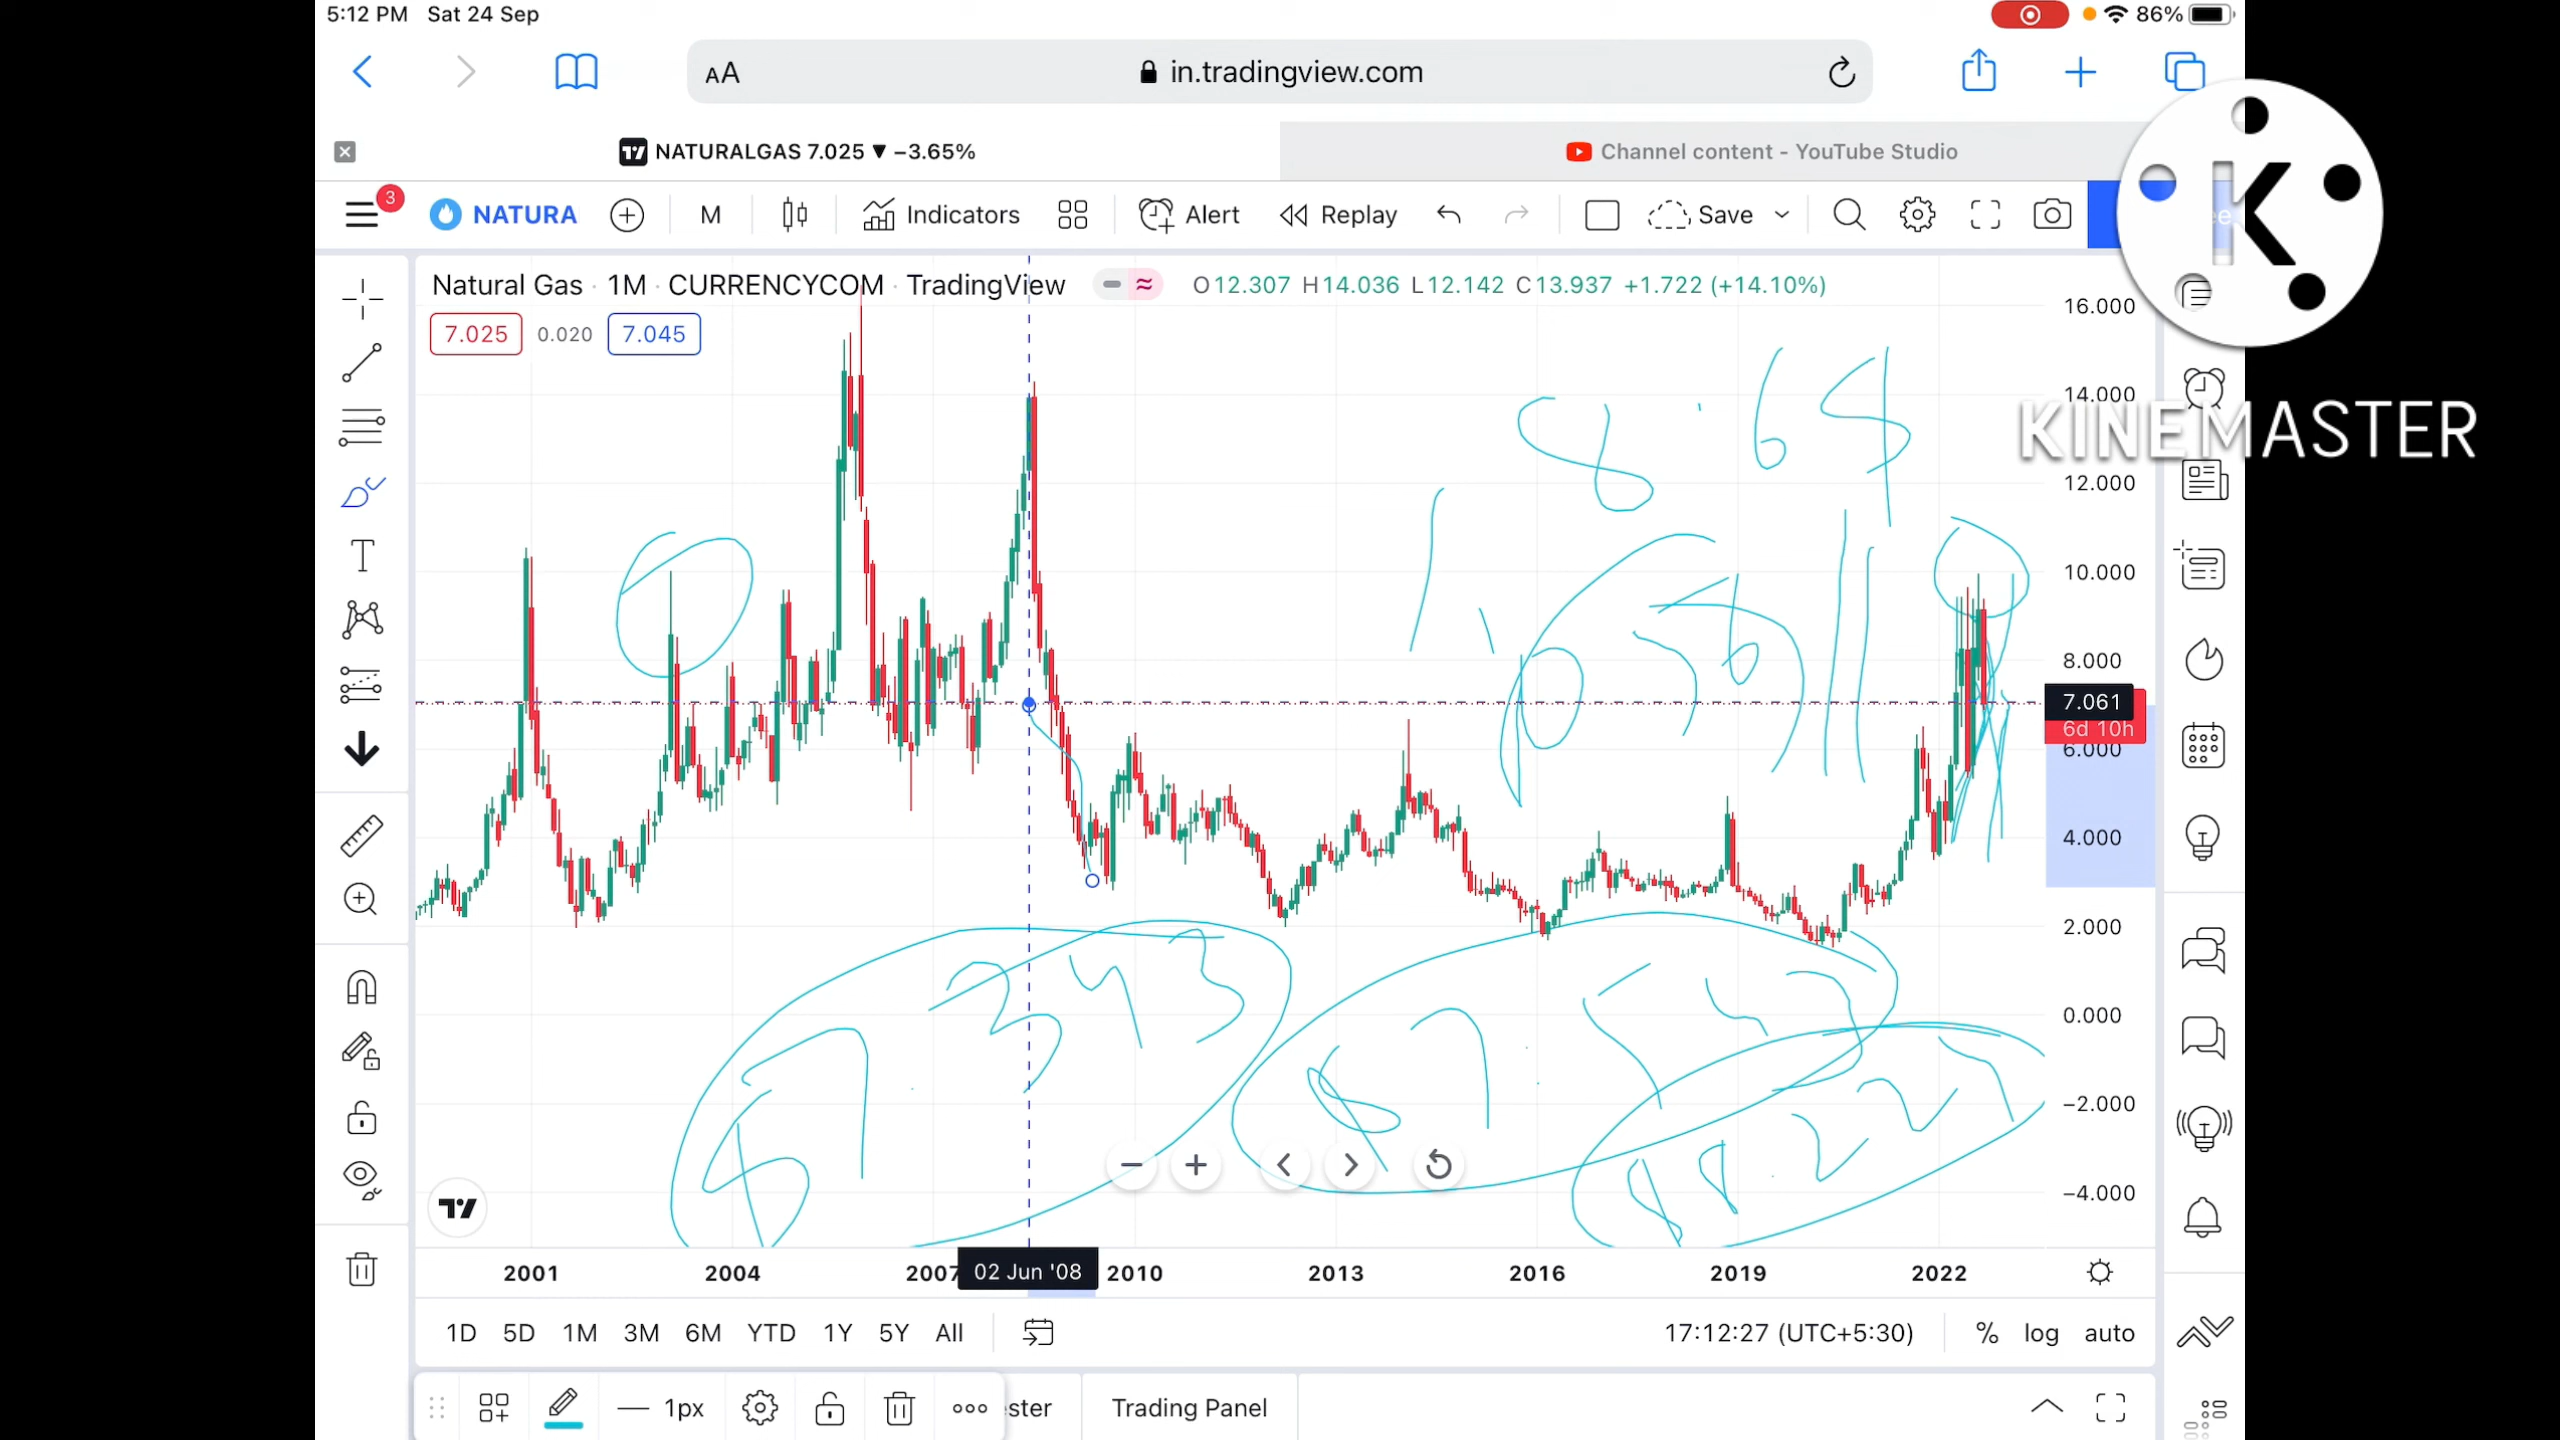 5:12 PM Sat 24 Sep
86%
AA
in.tradingview.com
NATURALGAS 7.025 ▼ −3.65%
Channel content - YouTube Studio
3
NATURA
M
Indicators
Alert
Replay
Save
K
Natural Gas · 1M · CURRENCYCOM · TradingView
O12.307 H14.036 L12.142 C13.937 +1.722 (+14.10%)
7.025
0.020
7.045
KINEMASTER
16.000
14.000
12.000
10.000
8.000
7.061
6d 10h
6.000
4.000
2.000
0.000
−2.000
−4.000
2001
2004
2007
02 Jun '08
2010
2013
2016
2019
2022
1D 5D 1M 3M 6M YTD 1Y 5Y All
17:12:27 (UTC+5:30)
%
log
auto
1px
ster
Trading Panel